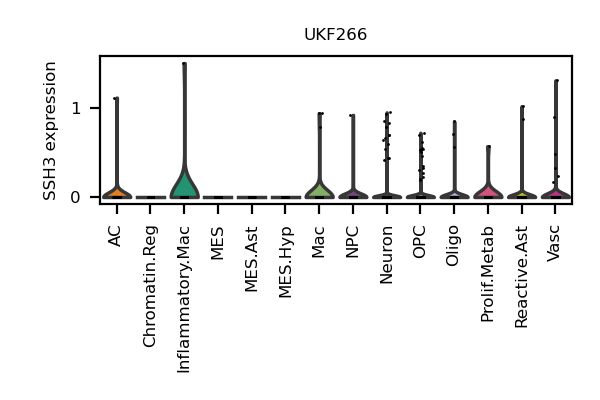 UKF266
SSH3 expression
1
0
AC
Chromatin.Reg
Inflammatory.Mac
MES
MES.Ast
MES.Hyp
Mac
NPC
Neuron
OPC
Oligo
Prolif.Metab
Reactive.Ast
Vasc